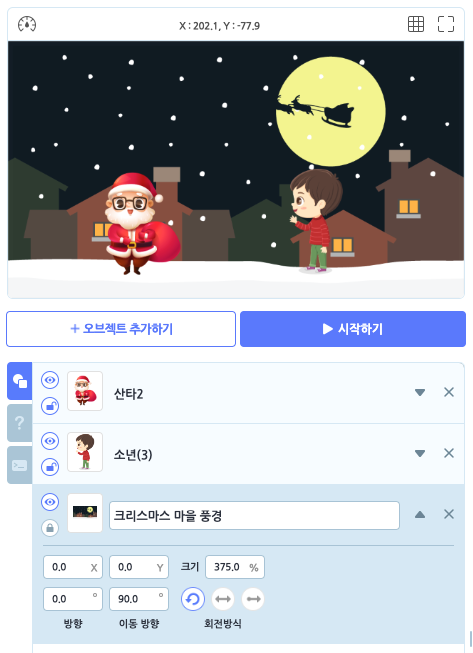 X : 202.1, Y : -77.9
+ 오브젝트 추가하기
▶ 시작하기
산타2
소년(3)
?
크리스마스 마을 풍경
0.0 X 0.0 Y 크기 375.0 %
0.0 ° 90.0 °
방향 이동 방향 회전방식